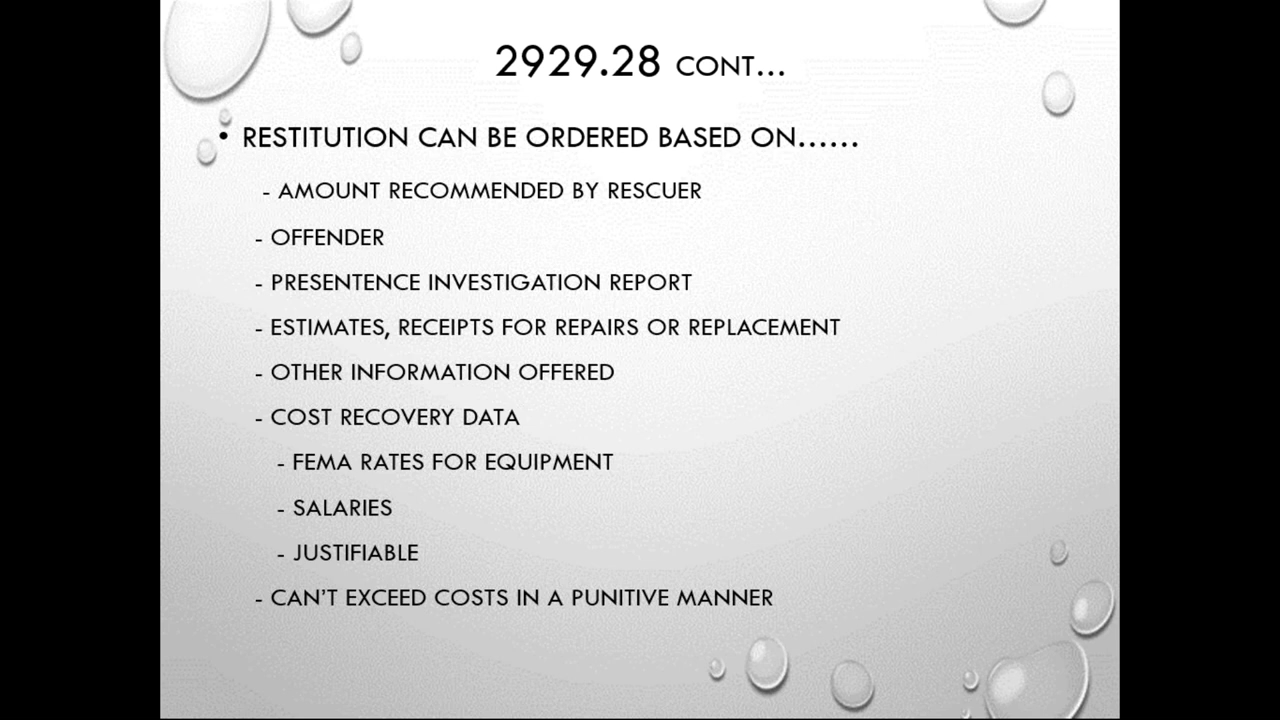 2929.28 CONT…
• RESTITUTION CAN BE ORDERED BASED ON……
- AMOUNT RECOMMENDED BY RESCUER
- OFFENDER
- PRESENTENCE INVESTIGATION REPORT
- ESTIMATES, RECEIPTS FOR REPAIRS OR REPLACEMENT
- OTHER INFORMATION OFFERED
- COST RECOVERY DATA
- FEMA RATES FOR EQUIPMENT
- SALARIES
- JUSTIFIABLE
- CAN’T EXCEED COSTS IN A PUNITIVE MANNER